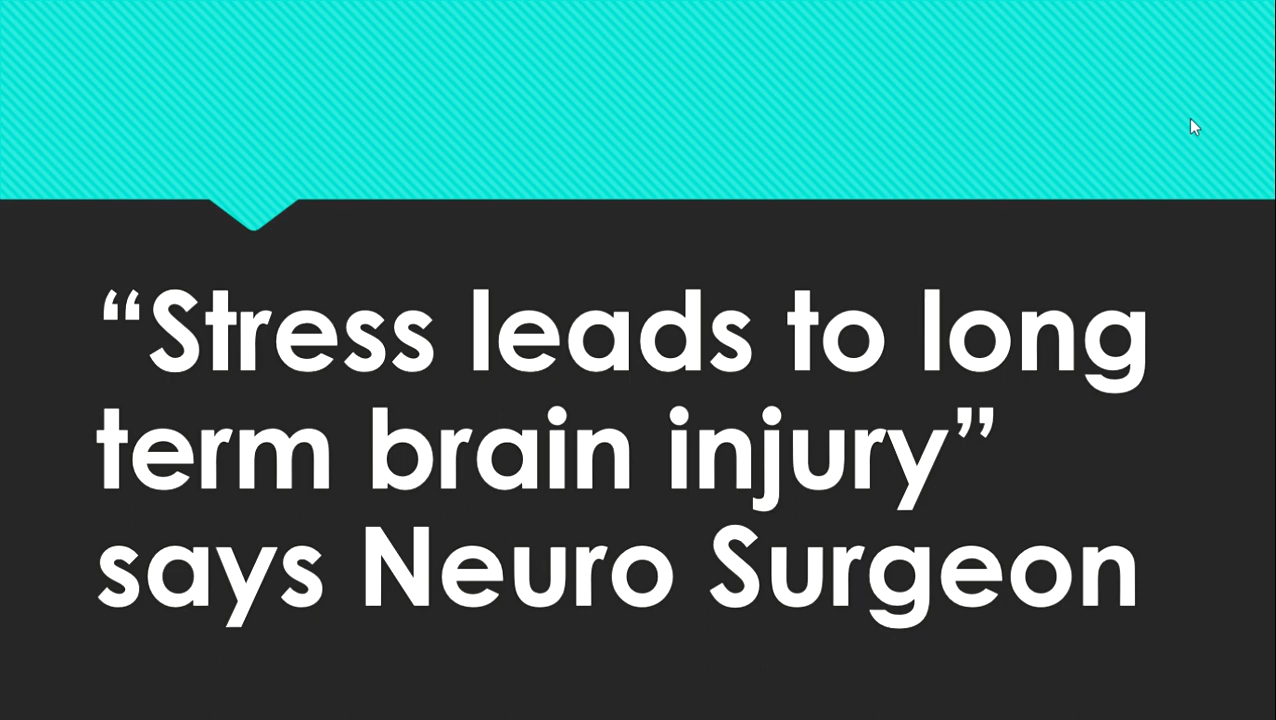 “Stress leads to long
term brain injury”
says Neuro Surgeon